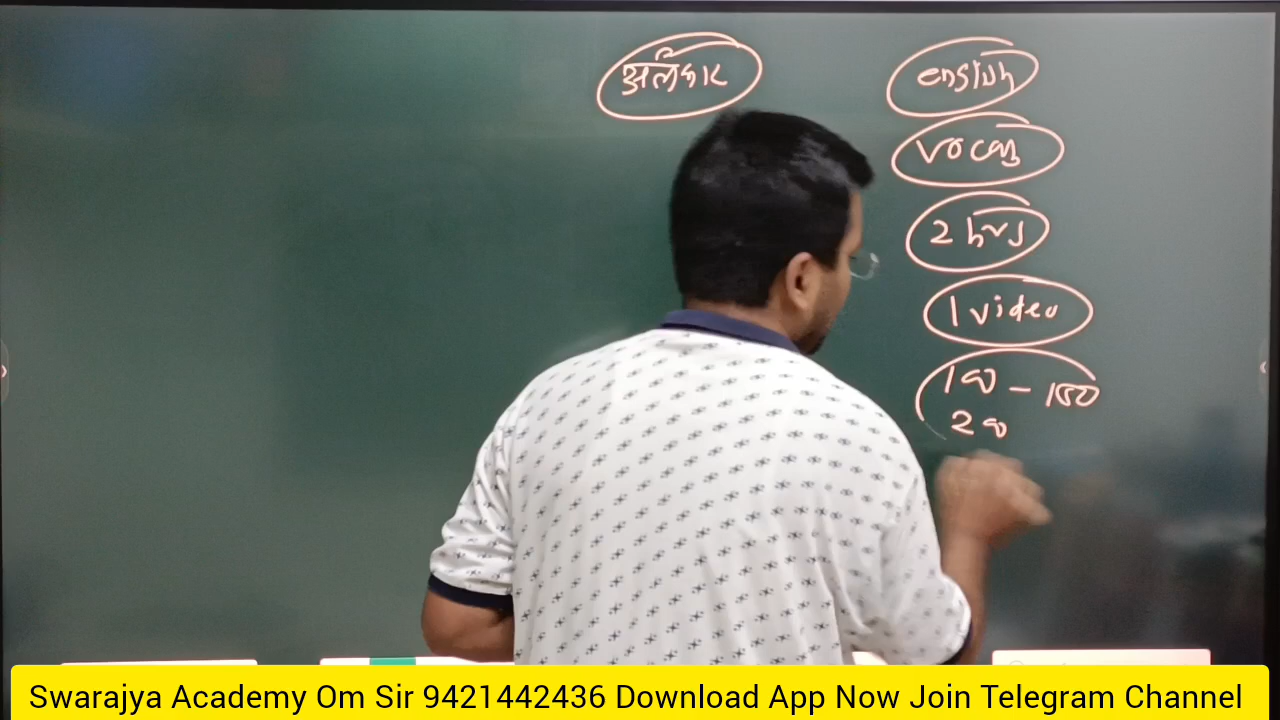 अलंकार
english
vocab
2 hrs
1 video
100 - 150
200
Swarajya Academy Om Sir 9421442436 Download App Now Join Telegram Channel